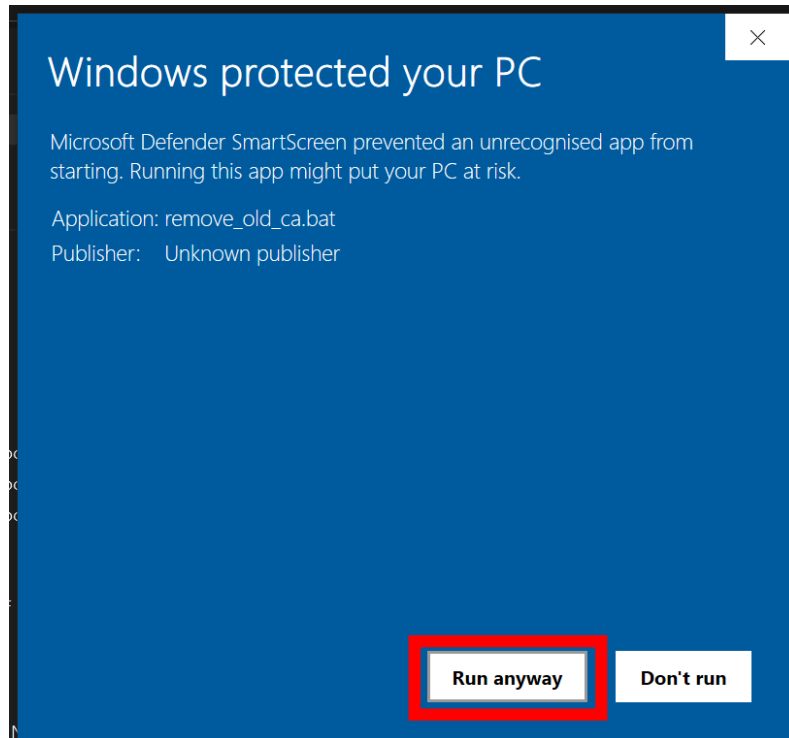 Windows protected your PC
Microsoft Defender SmartScreen prevented an unrecognised app from
starting. Running this app might put your PC at risk.
Application: remove_old_ca.bat
Publisher: Unknown publisher
Run anyway
Don't run